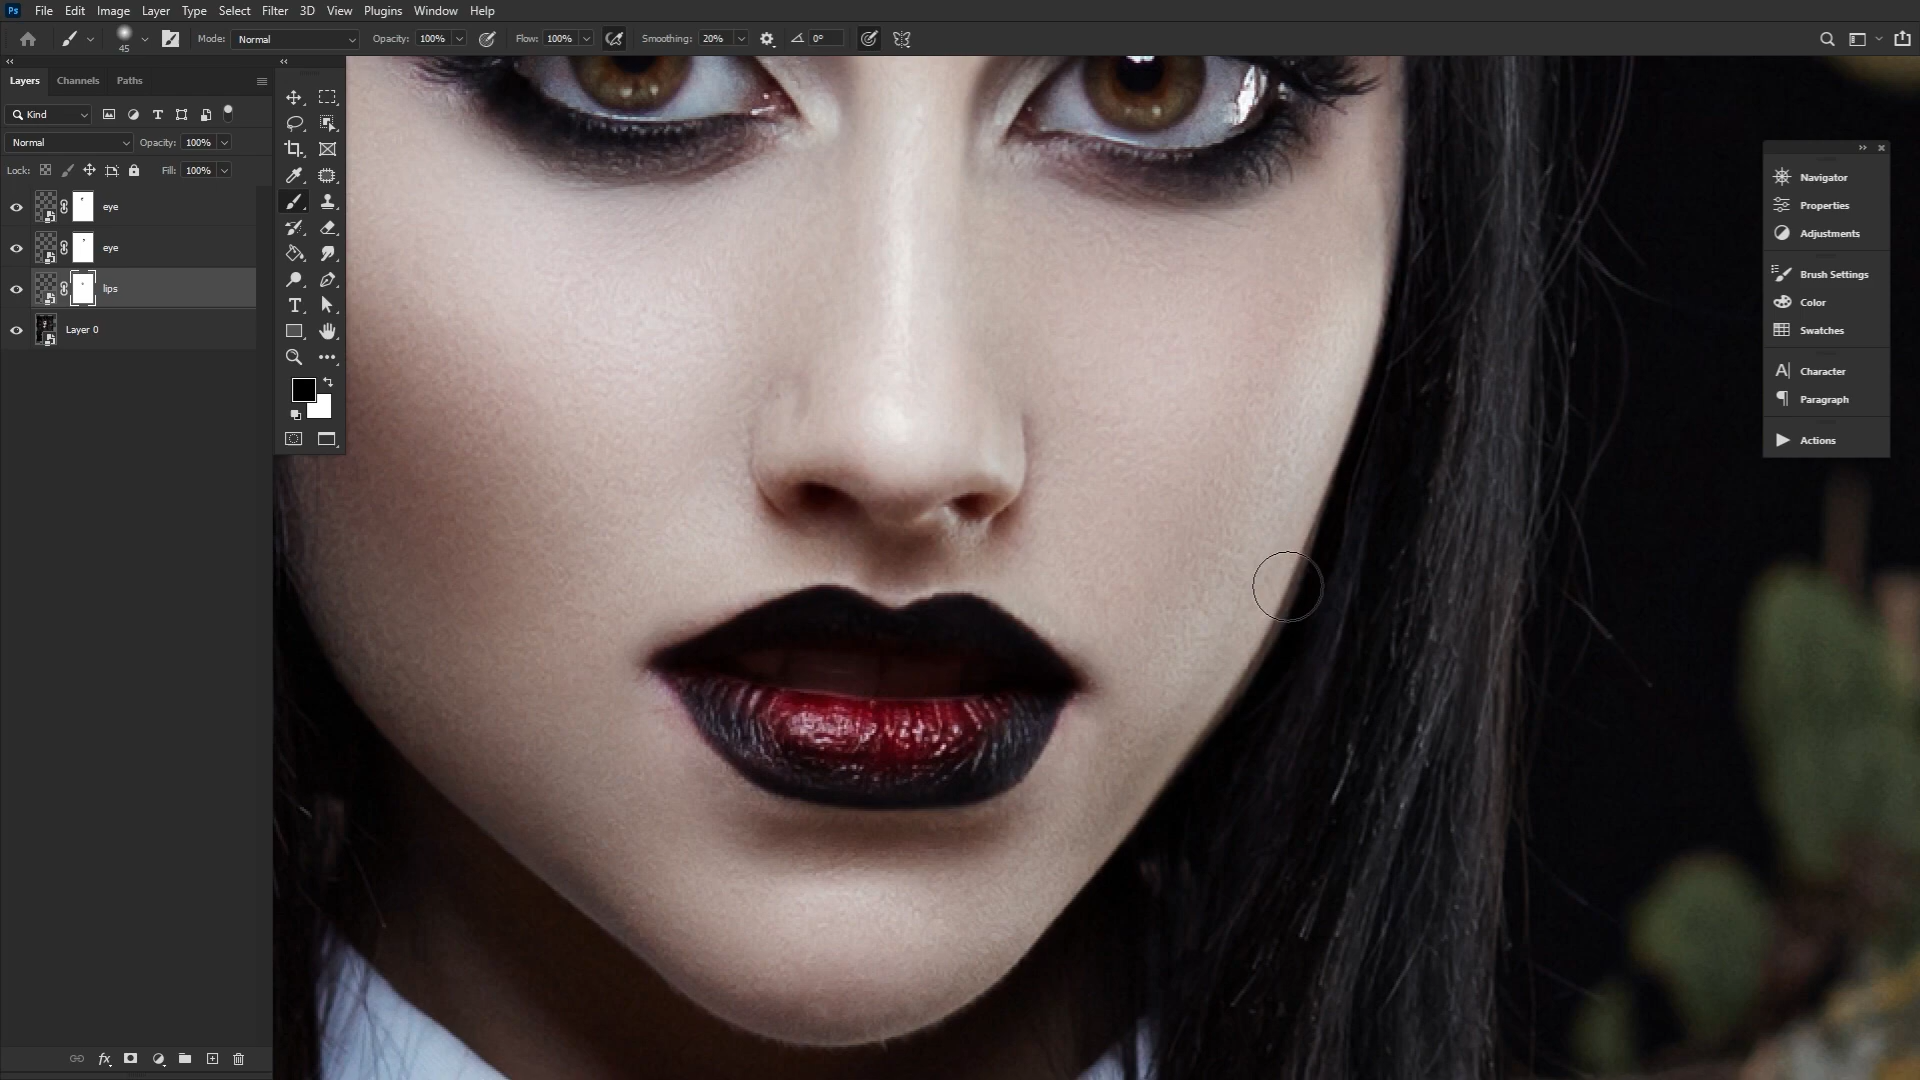 Ps File Edit Image Layer Type Select Filter 3D View Plugins Window Help
45 Mode: Normal Opacity: 100% Flow: 100% Smoothing: 20% 0°
Layers Channels Paths
Kind
Normal Opacity: 100%
Lock: Fill: 100%
eye
eye
lips
Layer 0
fx
Navigator
Properties
Adjustments
Brush Settings
Color
Swatches
Character
Paragraph
Actions